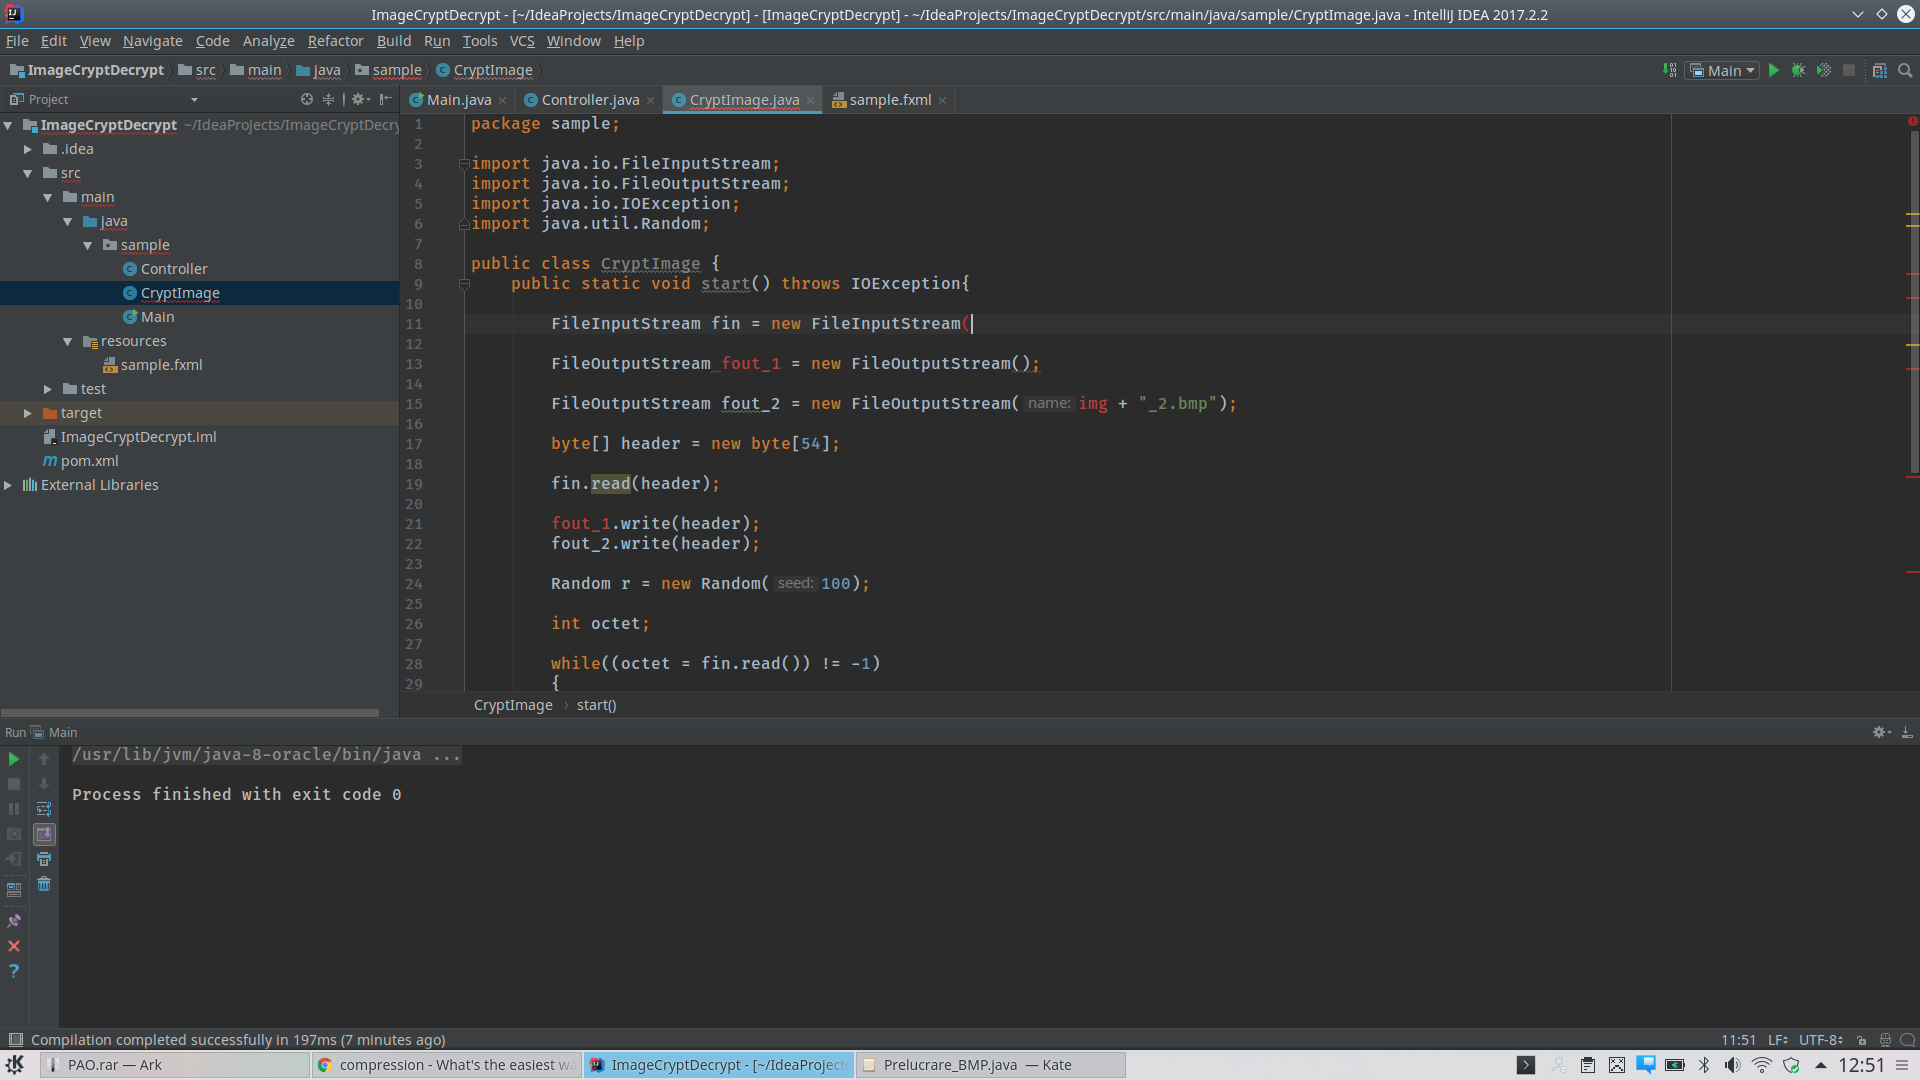 ImageCryptDecrypt - [~/IdeaProjects/ImageCryptDecrypt] - [ImageCryptDecrypt] - ~/IdeaProjects/ImageCryptDecrypt/src/main/java/sample/CryptImage.java - IntelliJ IDEA 2017.2.2
File Edit View Navigate Code Analyze Refactor Build Run Tools VCS Window Help
ImageCryptDecrypt src main java sample CryptImage Main
Project
Main.java Controller.java CryptImage.java sample.fxml
ImageCryptDecrypt ~/IdeaProjects/ImageCryptDecry
.idea
src
main
java
sample
Controller
CryptImage
Main
resources
sample.fxml
test
target
ImageCryptDecrypt.iml
pom.xml
External Libraries
1 package sample;
2
3 import java.io.FileInputStream;
4 import java.io.FileOutputStream;
5 import java.io.IOException;
6 import java.util.Random;
7
8 public class CryptImage {
9 public static void start() throws IOException{
10
11 FileInputStream fin = new FileInputStream(
12
13 FileOutputStream fout_1 = new FileOutputStream();
14
15 FileOutputStream fout_2 = new FileOutputStream( name: img + "_2.bmp");
16
17 byte[] header = new byte[54];
18
19 fin.read(header);
20
21 fout_1.write(header);
22 fout_2.write(header);
23
24 Random r = new Random( seed: 100);
25
26 int octet;
27
28 while((octet = fin.read()) != -1)
29 {
CryptImage › start()
Run Main
/usr/lib/jvm/java-8-oracle/bin/java ...
Process finished with exit code 0
Compilation completed successfully in 197ms (7 minutes ago)
11:51 LF UTF-8
PAO.rar — Ark
compression - What's the easiest wa
ImageCryptDecrypt - [~/IdeaProject
Prelucrare_BMP.java — Kate
12:51